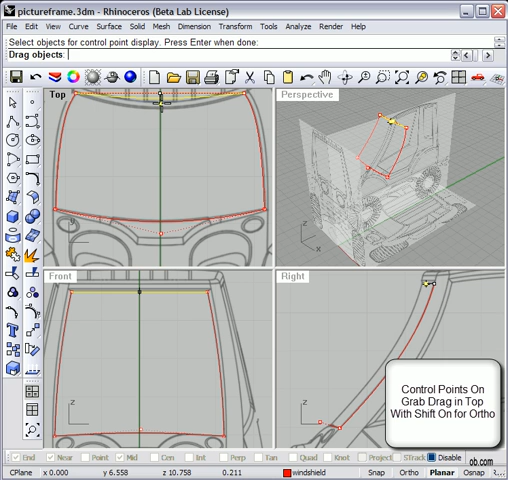 pictureframe.3dm - Rhinoceros (Beta Lab License)
File Edit View Curve Surface Solid Mesh Dimension Transform Tools Analyze Render Help
Select objects for control point display. Press Enter when done:
Drag objects:
Top
Perspective
z
x
Front
Right
z
z
Control Points On
Grab Drag in Top
With Shift On for Ortho
End Near Point Mid Cen Int Perp Tan Quad Knot Project STrack Disable
ob.com
CPlane x 0.000 y 6.558 z 10.758 0.211 windshield Snap Ortho Planar Osnap